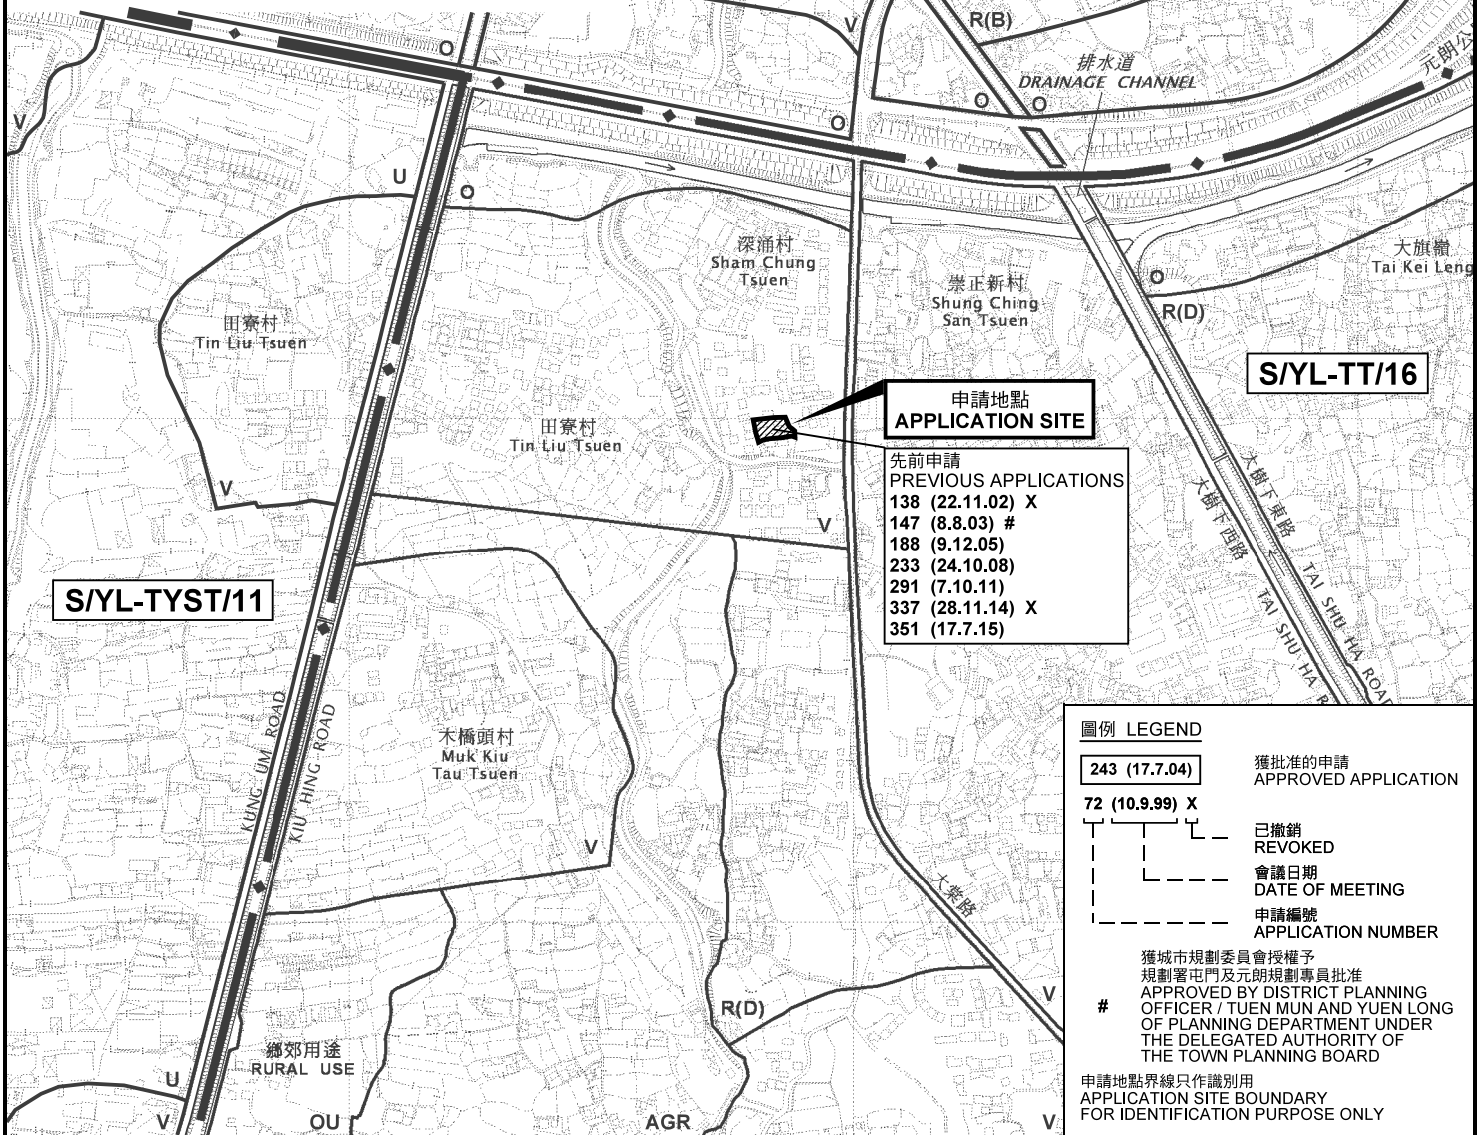 V
R(B)
O
排水道
DRAINAGE CHANNEL
元朗公
V
O
O
O
U
O
深涌村
Sham Chung
Tsuen
大旗嶺
Tai Kei Leng
崇正新村
Shung Ching
San Tsuen
O
R(D)
田寮村
Tin Liu Tsuen
S/YL-TT/16
申請地點
APPLICATION SITE
田寮村
Tin Liu Tsuen
先前申請
PREVIOUS APPLICATIONS
138 (22.11.02) X
147 (8.8.03) #
188 (9.12.05)
233 (24.10.08)
291 (7.10.11)
337 (28.11.14) X
351 (17.7.15)
V
V
大樹下東路
大樹下西路
TAI SHU HA ROAD
TAI SHU HA R
S/YL-TYST/11
KUNG UM ROAD
KIU HING ROAD
木橋頭村
Muk Kiu
Tau Tsuen
V
大棠路
R(D)
V
鄉郊用途
RURAL USE
U
V
OU
AGR
V
圖例 LEGEND
243 (17.7.04)
獲批准的申請
APPROVED APPLICATION
72 (10.9.99) X
已撤銷
REVOKED
會議日期
DATE OF MEETING
申請編號
APPLICATION NUMBER
獲城市規劃委員會授權予
規劃署屯門及元朗規劃專員批准
# APPROVED BY DISTRICT PLANNING
OFFICER / TUEN MUN AND YUEN LONG
OF PLANNING DEPARTMENT UNDER
THE DELEGATED AUTHORITY OF
THE TOWN PLANNING BOARD
申請地點界線只作識別用
APPLICATION SITE BOUNDARY
FOR IDENTIFICATION PURPOSE ONLY